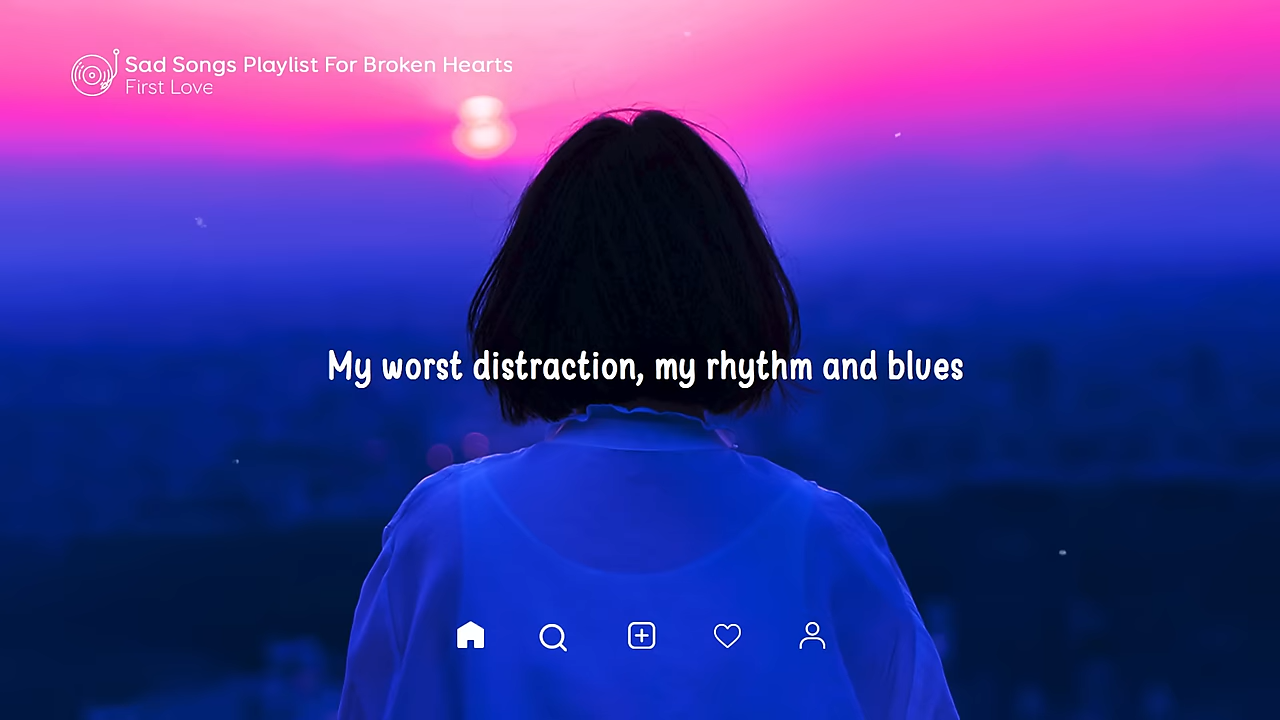 Sad Songs Playlist For Broken Hearts
First Love
My worst distraction, my rhythm and blues